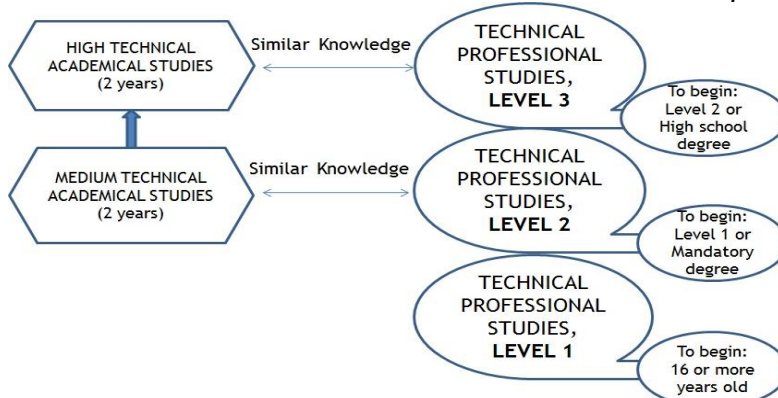 HIGH TECHNICAL
ACADEMICAL STUDIES
(2 years)
Similar Knowledge
TECHNICAL
PROFESSIONAL
STUDIES,
LEVEL 3
To begin:
Level 2 or
High school
degree
MEDIUM TECHNICAL
ACADEMICAL STUDIES
(2 years)
Similar Knowledge
TECHNICAL
PROFESSIONAL
STUDIES,
LEVEL 2
To begin:
Level 1 or
Mandatory
degree
TECHNICAL
PROFESSIONAL
STUDIES,
LEVEL 1
To begin:
16 or more
years old